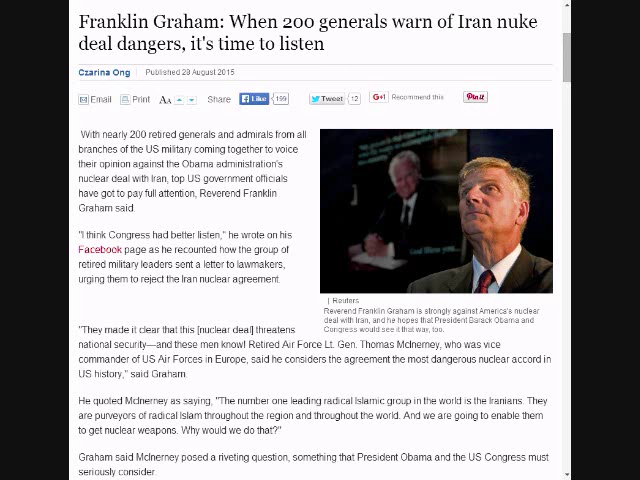 Franklin Graham: When 200 generals warn of Iran nuke
deal dangers, it's time to listen
Czarina Ong | Published 28 August 2015
Email Print AA Share Like 199 Tweet 12 G+1 Recommend this Pin it
With nearly 200 retired generals and admirals from all
branches of the US military coming together to voice
their opinion against the Obama administration's
nuclear deal with Iran, top US government officials
have got to pay full attention, Reverend Franklin
Graham said.
"I think Congress had better listen," he wrote on his
Facebook page as he recounted how the group of
retired military leaders sent a letter to lawmakers,
urging them to reject the Iran nuclear agreement.
| Reuters
Reverend Franklin Graham is strongly against America's nuclear
deal with Iran, and he hopes that President Barack Obama and
Congress would see it that way, too.
"They made it clear that this [nuclear deal] threatens
national security—and these men know! Retired Air Force Lt. Gen. Thomas McInerney, who was vice
commander of US Air Forces in Europe, said he considers the agreement the most dangerous nuclear accord in
US history," said Graham.
He quoted McInerney as saying, "The number one leading radical Islamic group in the world is the Iranians. They
are purveyors of radical Islam throughout the region and throughout the world. And we are going to enable them
to get nuclear weapons. Why would we do that?"
Graham said McInerney posed a riveting question, something that President Obama and the US Congress must
seriously consider.